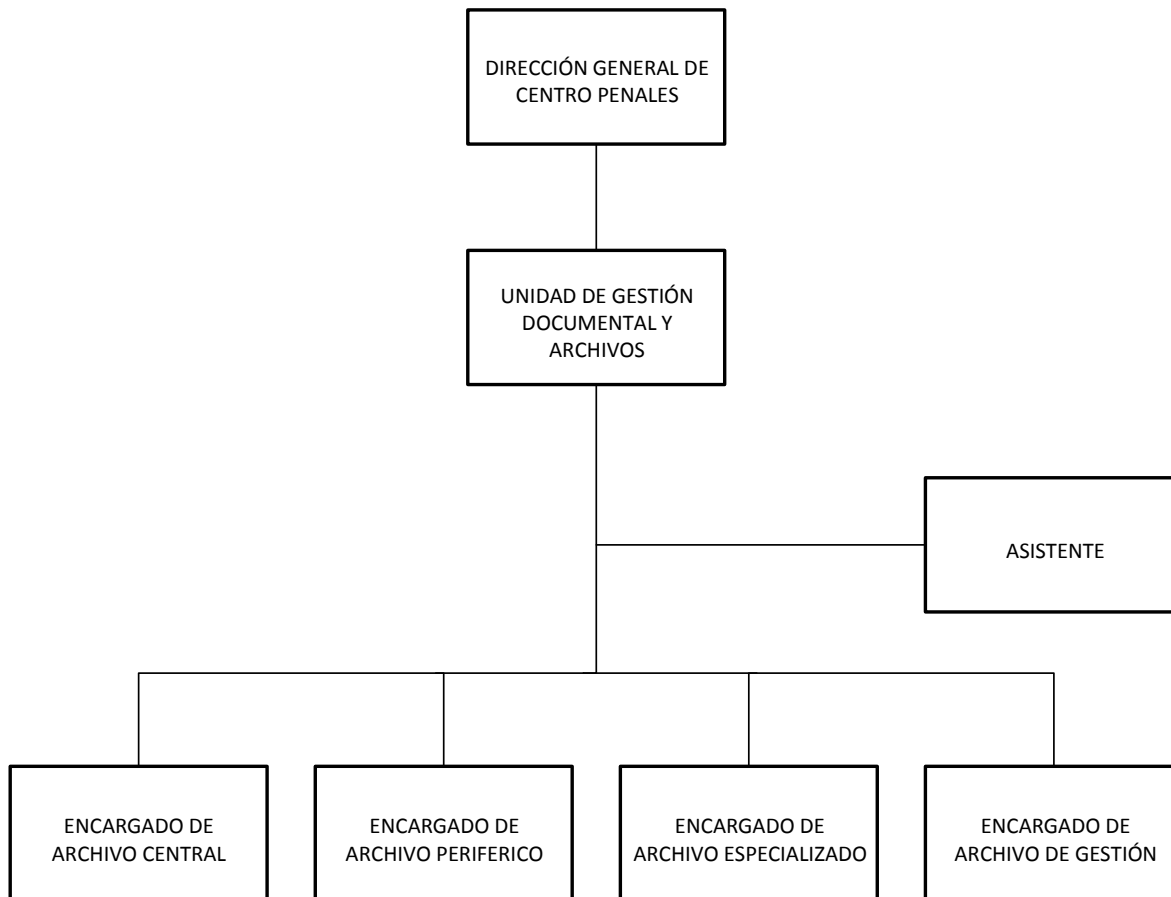 DIRECCIÓN GENERAL DE
CENTRO PENALES
UNIDAD DE GESTIÓN
DOCUMENTAL Y
ARCHIVOS
ASISTENTE
ENCARGADO DE
ARCHIVO CENTRAL
ENCARGADO DE
ARCHIVO PERIFERICO
ENCARGADO DE
ARCHIVO ESPECIALIZADO
ENCARGADO DE
ARCHIVO DE GESTIÓN